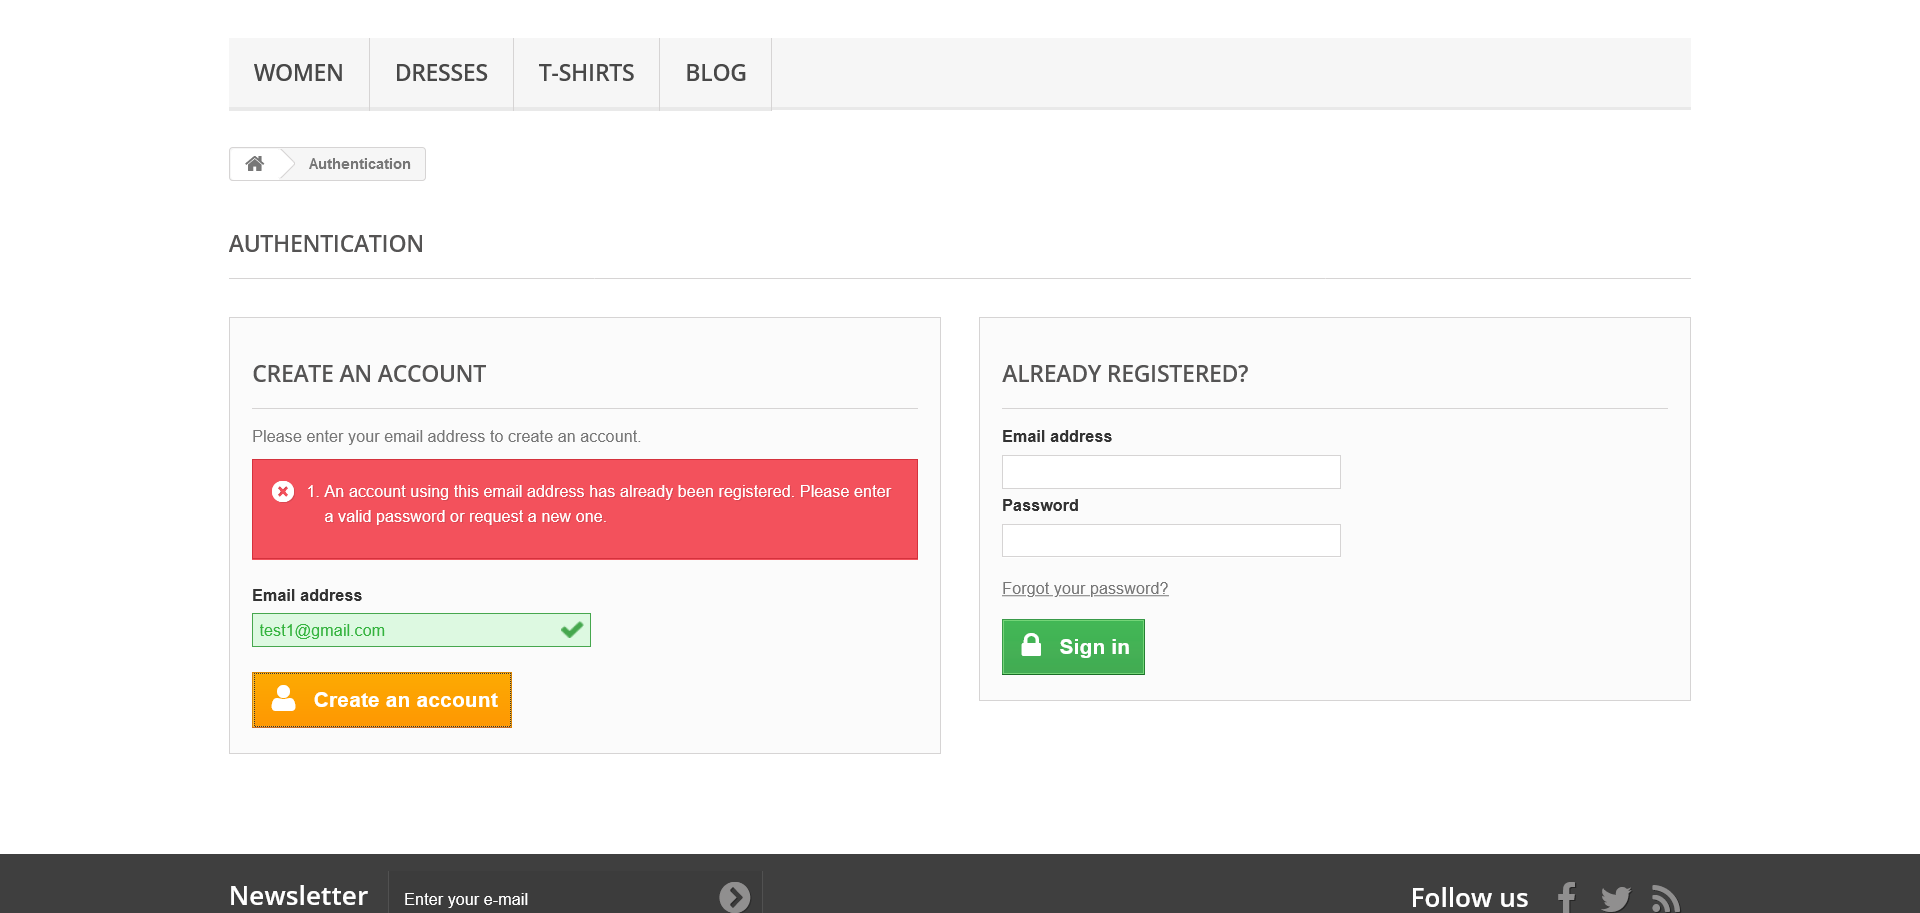 WOMEN
DRESSES
T-SHIRTS
BLOG
Authentication
AUTHENTICATION
CREATE AN ACCOUNT
Please enter your email address to create an account.
1. An account using this email address has already been registered. Please enter
a valid password or request a new one.
Email address
test1@gmail.com
Create an account
ALREADY REGISTERED?
Email address
Password
Forgot your password?
Sign in
Newsletter
Enter your e-mail
Follow us